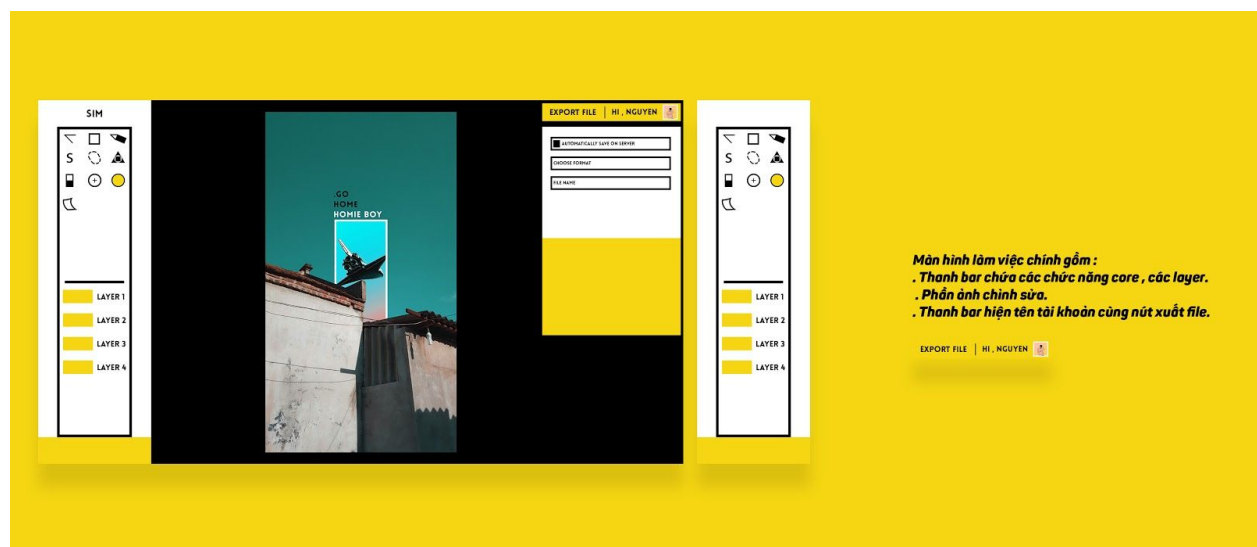 SIM
S
LAYER 1
LAYER 2
LAYER 3
LAYER 4
.GO
HOME
HOMIE BOY
EXPORT FILE | HI , NGUYEN
AUTOMATICALLY SAVE ON SERVER
CHOOSE FORMAT
FILE NAME
S
LAYER 1
LAYER 2
LAYER 3
LAYER 4
Màn hình làm việc chính gồm :
. Thanh bar chứa các chức năng core , các layer.
. Phần ảnh chỉnh sửa.
. Thanh bar hiện tên tài khoản cùng nút xuất file.
EXPORT FILE | HI , NGUYEN